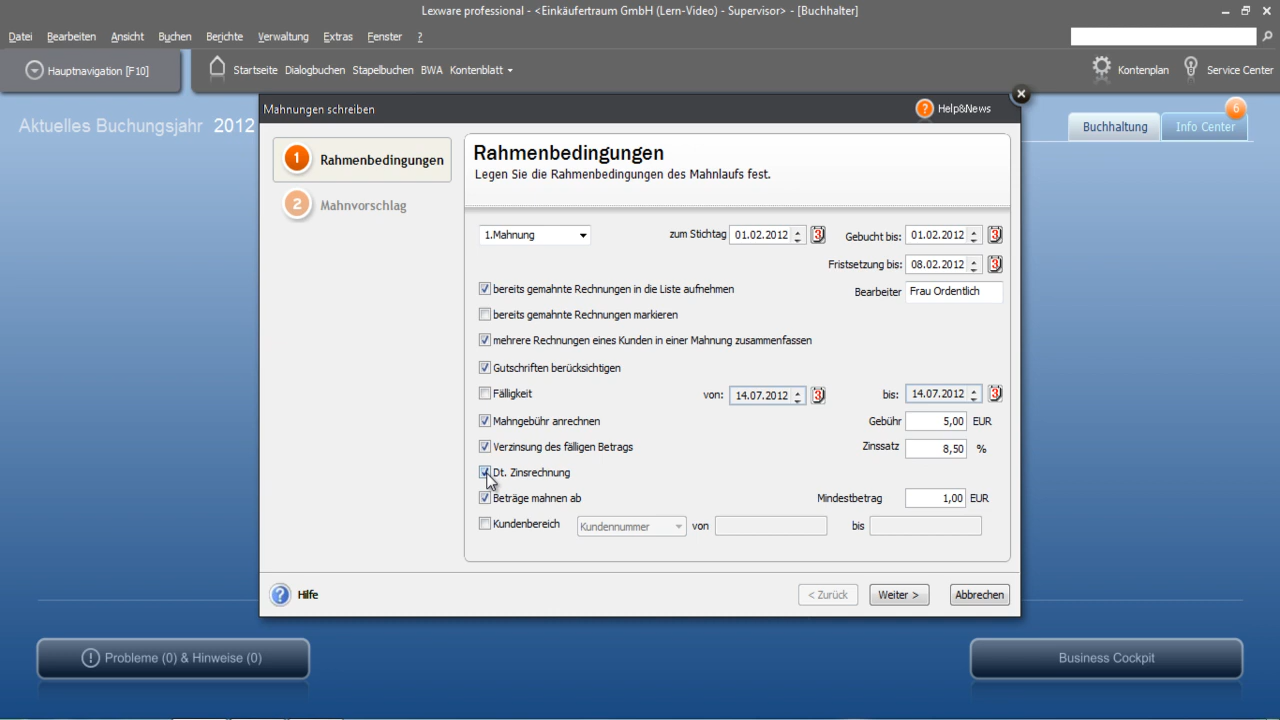 Lexware professional - <Einkäufertraum GmbH (Lern-Video) - Supervisor> - [Buchhalter]
Datei Bearbeiten Ansicht Buchen Berichte Verwaltung Extras Fenster ?
Hauptnavigation [F10] Startseite Dialogbuchen Stapelbuchen BWA Kontenblatt Kontenplan Service Center
Mahnungen schreiben ? Help&News
Aktuelles Buchungsjahr 2012 Buchhaltung Info Center 6
1 Rahmenbedingungen
2 Mahnvorschlag
Rahmenbedingungen
Legen Sie die Rahmenbedingungen des Mahnlaufs fest.
1.Mahnung zum Stichtag 01.02.2012 3 Gebucht bis: 01.02.2012 3
Fristsetzung bis: 08.02.2012 3
bereits gemahnte Rechnungen in die Liste aufnehmen Bearbeiter Frau Ordentlich
bereits gemahnte Rechnungen markieren
mehrere Rechnungen eines Kunden in einer Mahnung zusammenfassen
Gutschriften berücksichtigen
Fälligkeit von: 14.07.2012 3 bis: 14.07.2012 3
Mahngebühr anrechnen Gebühr 5,00 EUR
Verzinsung des fälligen Betrags Zinssatz 8,50 %
Dt. Zinsrechnung
Beträge mahnen ab Mindestbetrag 1,00 EUR
Kundenbereich Kundennummer von bis
? Hilfe < Zurück Weiter > Abbrechen
! Probleme (0) & Hinweise (0) Business Cockpit